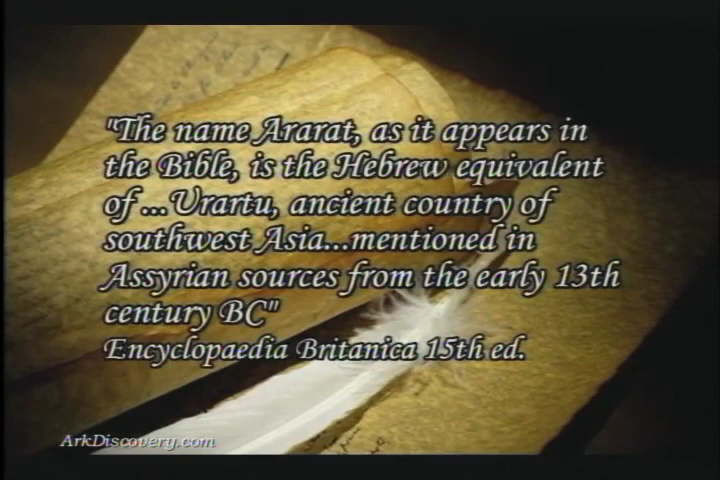 "The name Ararat, as it appears in
the Bible, is the Hebrew equivalent
of ...Urartu, ancient country of
southwest Asia...mentioned in
Assyrian sources from the early 13th
century BC"
Encyclopaedia Britanica 15th ed.
ArkDiscovery.com